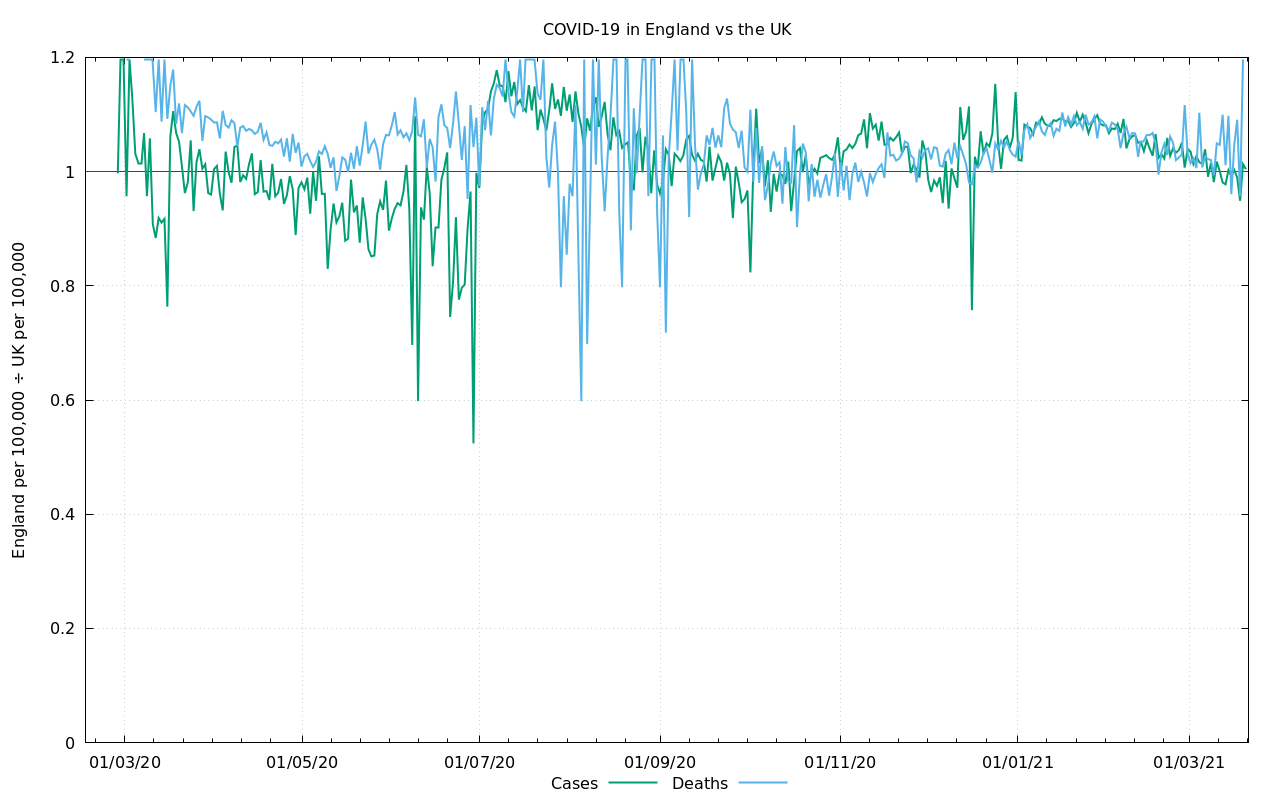 COVID-19 in England vs the UK
England per 100,000 ÷ UK per 100,000
1.2
1
0.8
0.6
0.4
0.2
0
01/03/20 01/05/20 01/07/20 01/09/20 01/11/20 01/01/21 01/03/21
Cases Deaths